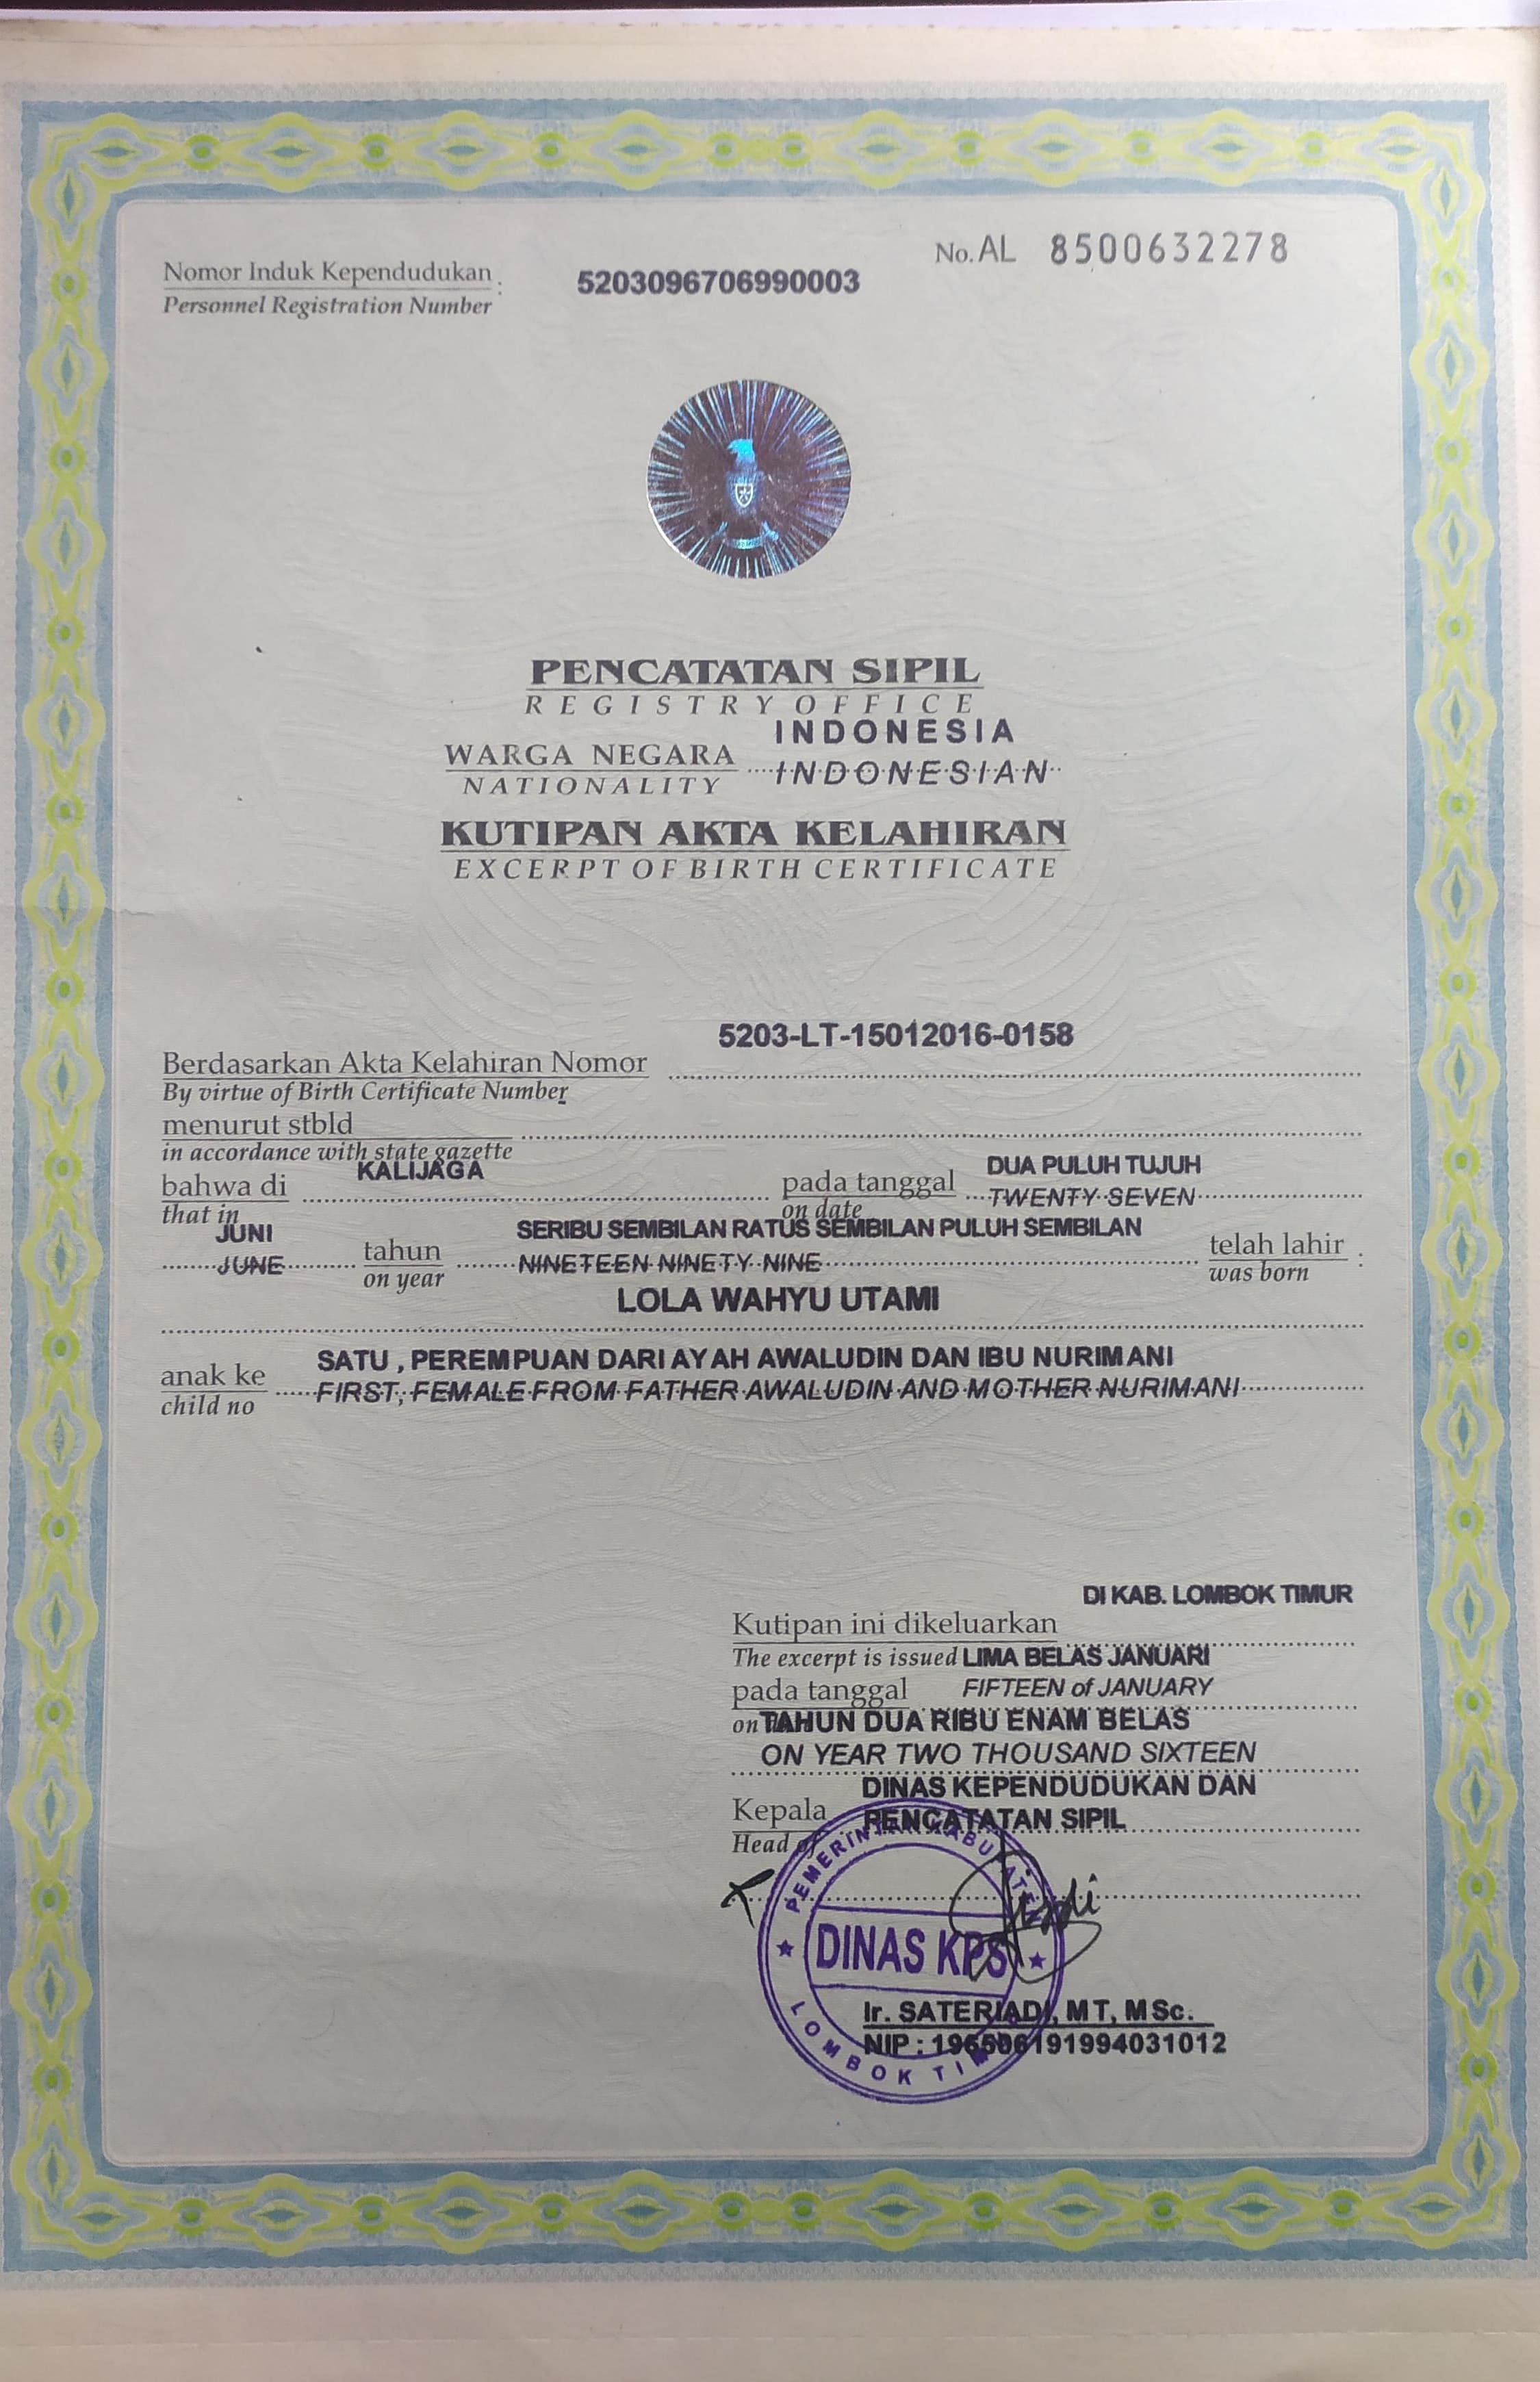 No. AL 8500632278
Nomor Induk Kependudukan : 5203096706990003
Personnel Registration Number
PENCATATAN SIPIL
REGISTRY OFFICE
INDONESIA
WARGA NEGARA
INDONESIAN
NATIONALITY
KUTIPAN AKTA KELAHIRAN
EXCERPT OF BIRTH CERTIFICATE
5203-LT-15012016-0158
Berdasarkan Akta Kelahiran Nomor
By virtue of Birth Certificate Number
menurut stbld
in accordance with state gazette
KALIJAGA DUA PULUH TUJUH
bahwa di pada tanggal TWENTY SEVEN
that in on date
JUNI SERIBU SEMBILAN RATUS SEMBILAN PULUH SEMBILAN
JUNE tahun NINETEEN NINETY NINE telah lahir :
on year was born
LOLA WAHYU UTAMI
SATU , PEREMPUAN DARI AYAH AWALUDIN DAN IBU NURIMANI
anak ke FIRST, FEMALE FROM FATHER AWALUDIN AND MOTHER NURIMANI
child no
DI KAB. LOMBOK TIMUR
Kutipan ini dikeluarkan
The excerpt is issued LIMA BELAS JANUARI
pada tanggal FIFTEEN of JANUARY
on TAHUN DUA RIBU ENAM BELAS
ON YEAR TWO THOUSAND SIXTEEN
DINAS KEPENDUDUKAN DAN
Kepala PENCATATAN SIPIL
Head of
PEMERINTAH KABUPATEN
DINAS KPS
LOMBOK TIMUR
Ir. SATERIADI, MT, MSc.
NIP : 196506191994031012